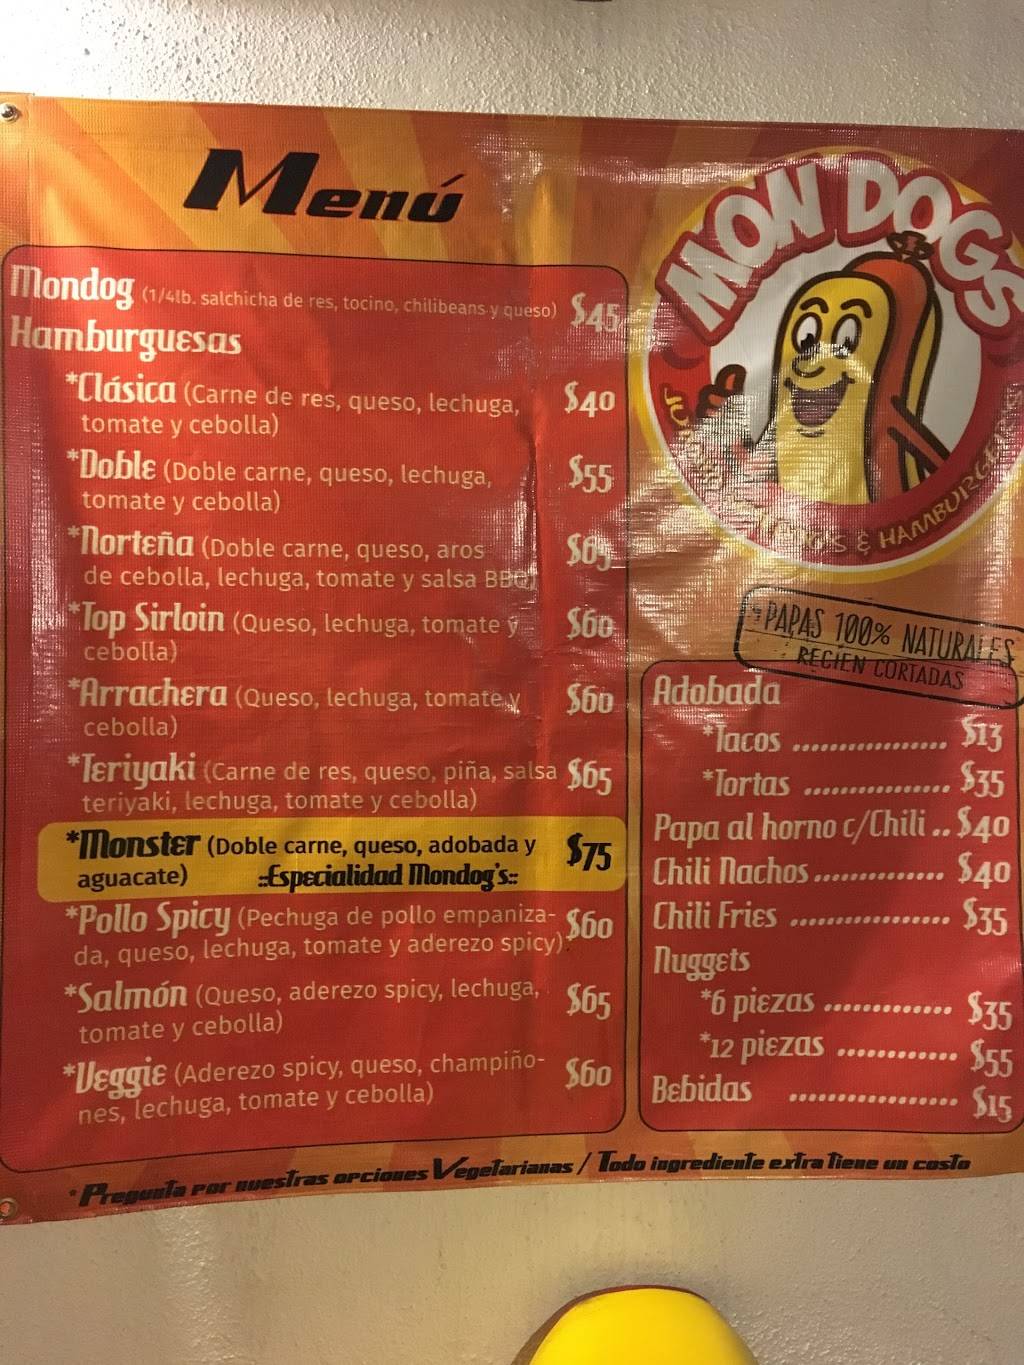 Menú
Mondog (1/4lb. salchicha de res, tocino, chilibeans y queso) $45
Hamburguesas
*Clásica (Carne de res, queso, lechuga, $40
tomate y cebolla)
*Doble (Doble carne, queso, lechuga, $55
tomate y cebolla)
*Norteña (Doble carne, queso, aros $65
de cebolla, lechuga, tomate y salsa BBQ)
*Top Sirloin (Queso, lechuga, tomate y $60
cebolla)
*Arrachera (Queso, lechuga, tomate y $60
cebolla)
*Teriyaki (Carne de res, queso, piña, salsa $65
teriyaki, lechuga, tomate y cebolla)
*Monster (Doble carne, queso, adobada y $75
aguacate) ::Especialidad Mondog's::
*Pollo Spicy (Pechuga de pollo empaniza- $60
da, queso, lechuga, tomate y aderezo spicy).
*Salmón (Queso, aderezo spicy, lechuga, $65
tomate y cebolla)
*Veggie (Aderezo spicy, queso, champiño- $60
nes, lechuga, tomate y cebolla)
MON DOGS
& HAMBURGERS
PAPAS 100% NATURALES
RECIEN CORTADAS
Adobada
*Tacos ................. $13
*Tortas ................ $35
Papa al horno c/Chili .. $40
Chili Nachos .............. $40
Chili Fries ................. $35
Nuggets
*6 piezas .............. $35
*12 piezas ............. $55
Bebidas .................. $15
*Pregunta por nuestras opciones Vegetarianas / Todo ingrediente extra tiene un costo